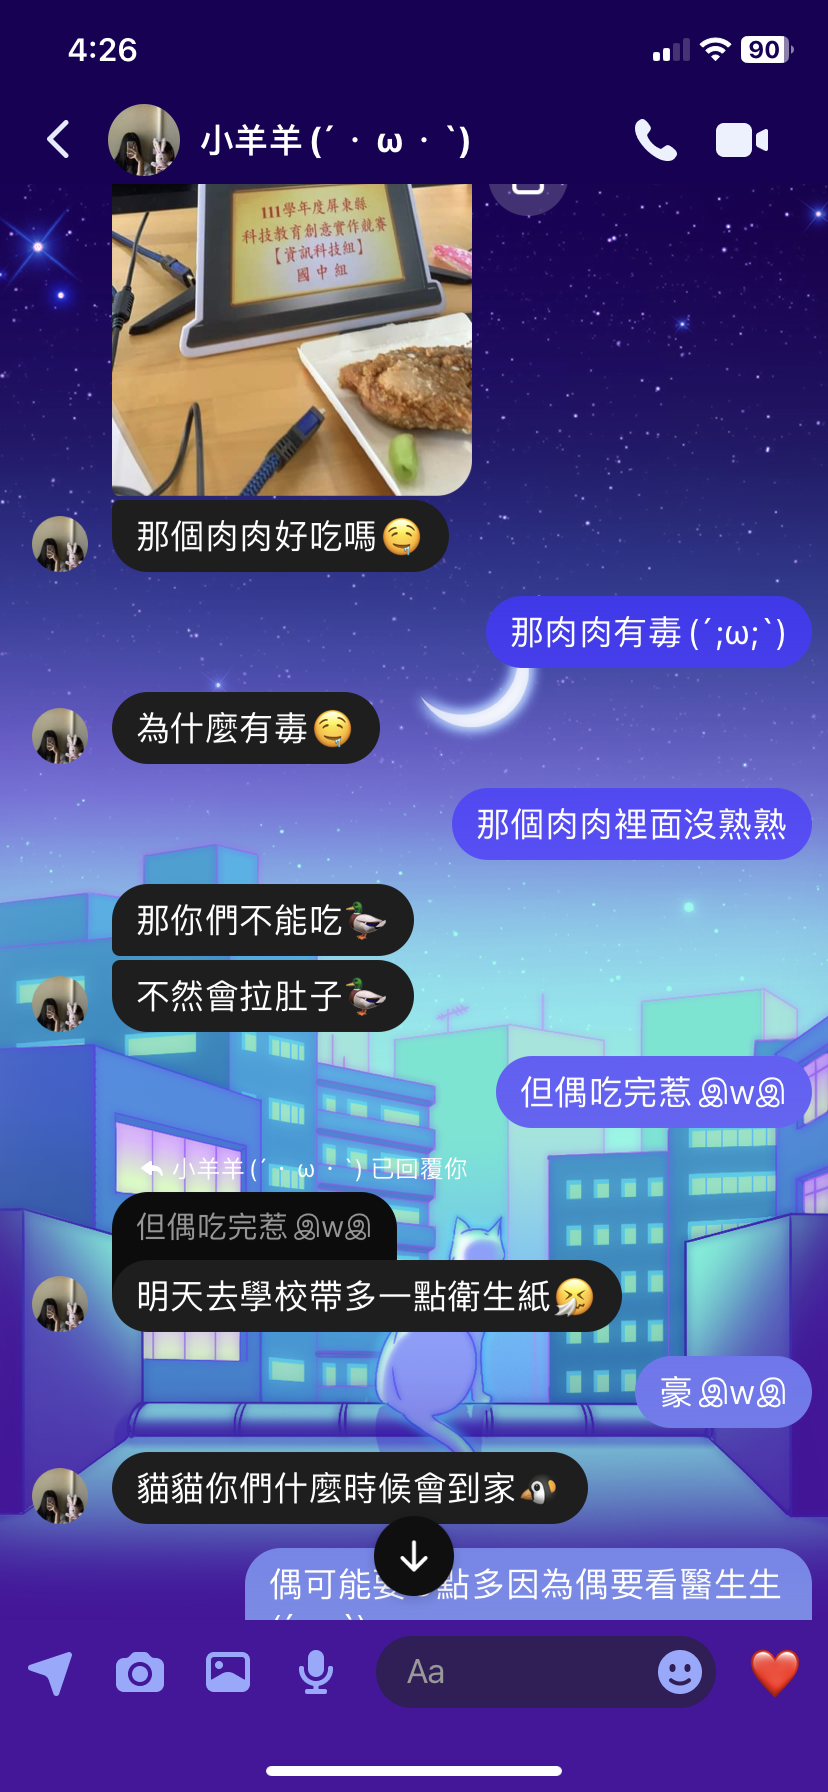 4:26
90
小羊羊 (´・ω・`)
111學年度屏東縣
科技教育創意實作競賽
【資訊科技組】
國中組
那個肉肉好吃嗎🤤
那肉肉有毒 (´;ω;`)
為什麼有毒🤤
那個肉肉裡面沒熟熟
那你們不能吃🦆
不然會拉肚子🦆
但偶吃完惹 இwஇ
小羊羊 (´・ω・`) 已回覆你
但偶吃完惹 இwஇ
明天去學校帶多一點衛生紙🤧
豪 இwஇ
貓貓你們什麼時候會到家🐧
偶可能要 點多因為偶要看醫生生
Aa